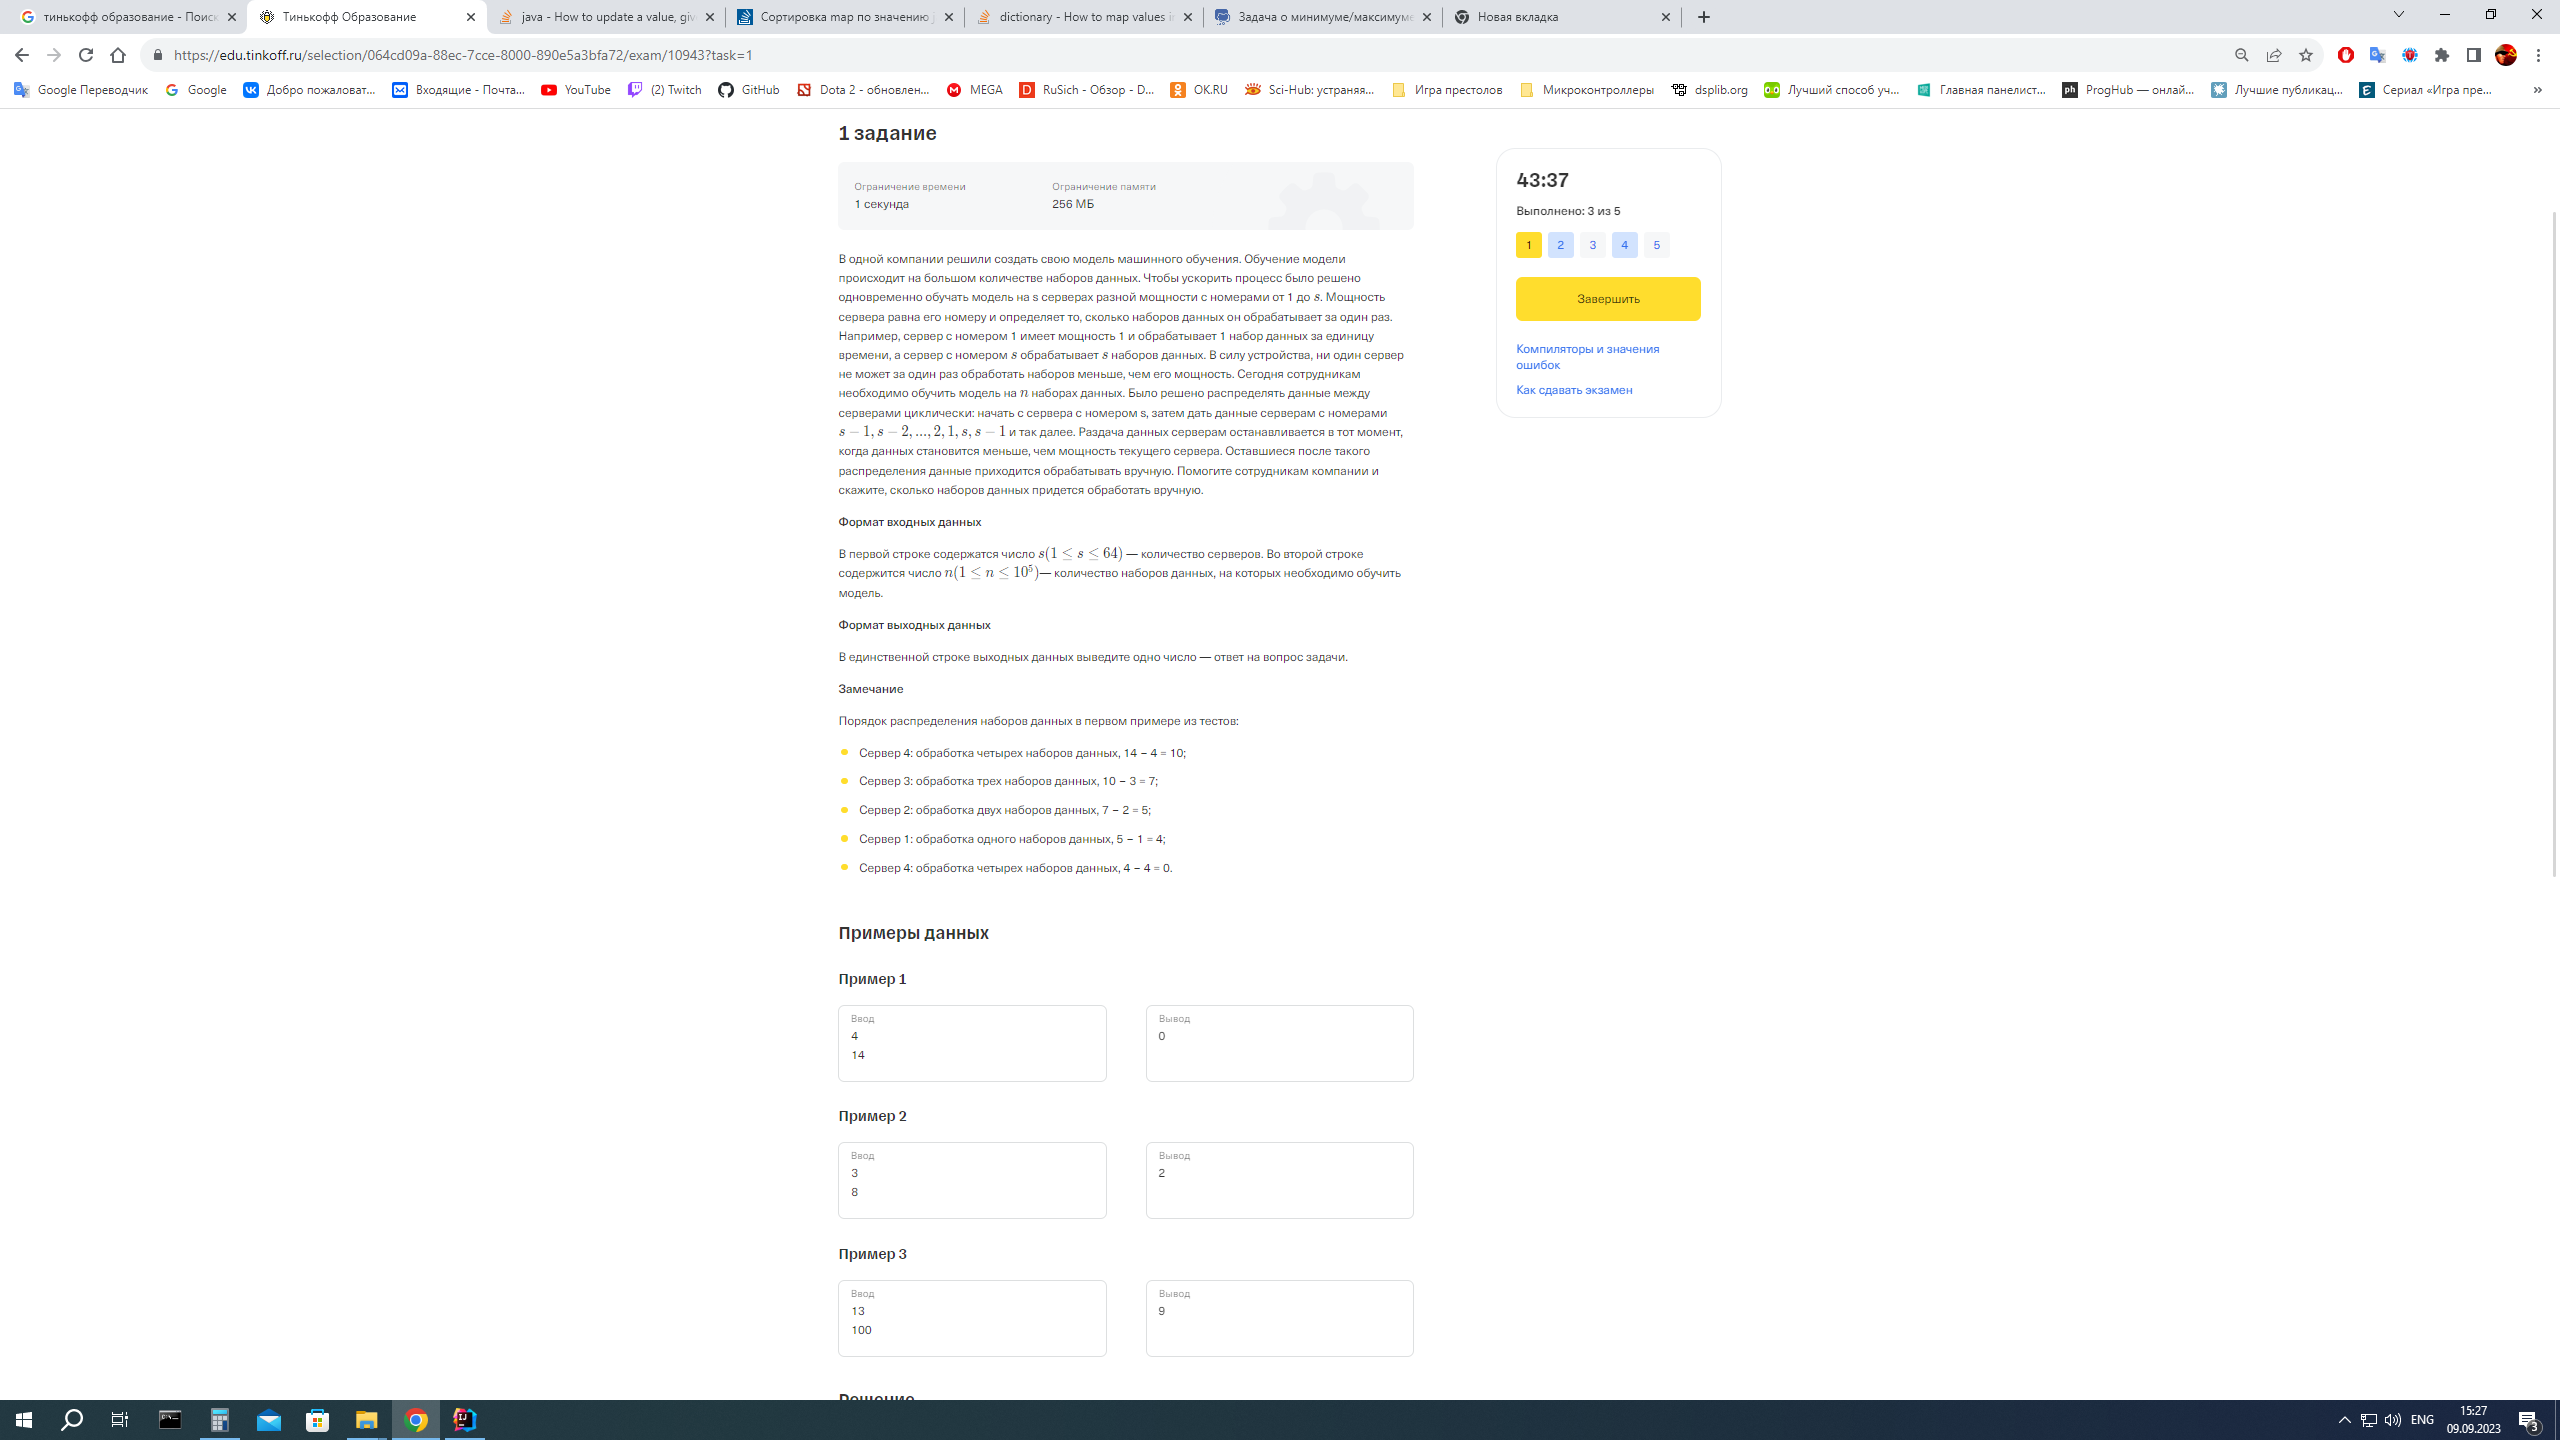 тинькофф образование - Поиск
Тинькофф Образование
java - How to update a value, giv
Сортировка map по значению j
dictionary - How to map values i
Задача о минимуме/максимуме
Новая вкладка
https://edu.tinkoff.ru/selection/064cd09a-88ec-7cce-8000-890e5a3bfa72/exam/10943?task=1
Google Переводчик
Google
Добро пожаловат...
Входящие - Почта...
YouTube
(2) Twitch
GitHub
Dota 2 - обновлен...
MEGA
RuSich - Обзор - D...
OK.RU
Sci-Hub: устраняя...
Игра престолов
Микроконтроллеры
dsplib.org
Лучший способ уч...
Главная панелист...
ProgHub — онлай...
Лучшие публикац...
Сериал «Игра пре...
»
1 задание
Ограничение времени
1 секунда
Ограничение памяти
256 МБ
В одной компании решили создать свою модель машинного обучения. Обучение модели
происходит на большом количестве наборов данных. Чтобы ускорить процесс было решено
одновременно обучать модель на s серверах разной мощности с номерами от 1 до s. Мощность
сервера равна его номеру и определяет то, сколько наборов данных он обрабатывает за один раз.
Например, сервер с номером 1 имеет мощность 1 и обрабатывает 1 набор данных за единицу
времени, а сервер с номером s обрабатывает s наборов данных. В силу устройства, ни один сервер
не может за один раз обработать наборов меньше, чем его мощность. Сегодня сотрудникам
необходимо обучить модель на n наборах данных. Было решено распределять данные между
серверами циклически: начать с сервера с номером s, затем дать данные серверам с номерами
s − 1, s − 2, ..., 2, 1, s, s − 1 и так далее. Раздача данных серверам останавливается в тот момент,
когда данных становится меньше, чем мощность текущего сервера. Оставшиеся после такого
распределения данные приходится обрабатывать вручную. Помогите сотрудникам компании и
скажите, сколько наборов данных придется обработать вручную.
Формат входных данных
В первой строке содержатся число s(1 ≤ s ≤ 64) — количество серверов. Во второй строке
содержится число n(1 ≤ n ≤ 10⁵)— количество наборов данных, на которых необходимо обучить
модель.
Формат выходных данных
В единственной строке выходных данных выведите одно число — ответ на вопрос задачи.
Замечание
Порядок распределения наборов данных в первом примере из тестов:
Сервер 4: обработка четырех наборов данных, 14 − 4 = 10;
Сервер 3: обработка трех наборов данных, 10 − 3 = 7;
Сервер 2: обработка двух наборов данных, 7 − 2 = 5;
Сервер 1: обработка одного наборов данных, 5 − 1 = 4;
Сервер 4: обработка четырех наборов данных, 4 − 4 = 0.
Примеры данных
Пример 1
Ввод
4
14
Вывод
0
Пример 2
Ввод
3
8
Вывод
2
Пример 3
Ввод
13
100
Вывод
9
Решение
43:37
Выполнено: 3 из 5
1 2 3 4 5
Завершить
Компиляторы и значения
ошибок
Как сдавать экзамен
ENG
15:27
09.09.2023
3